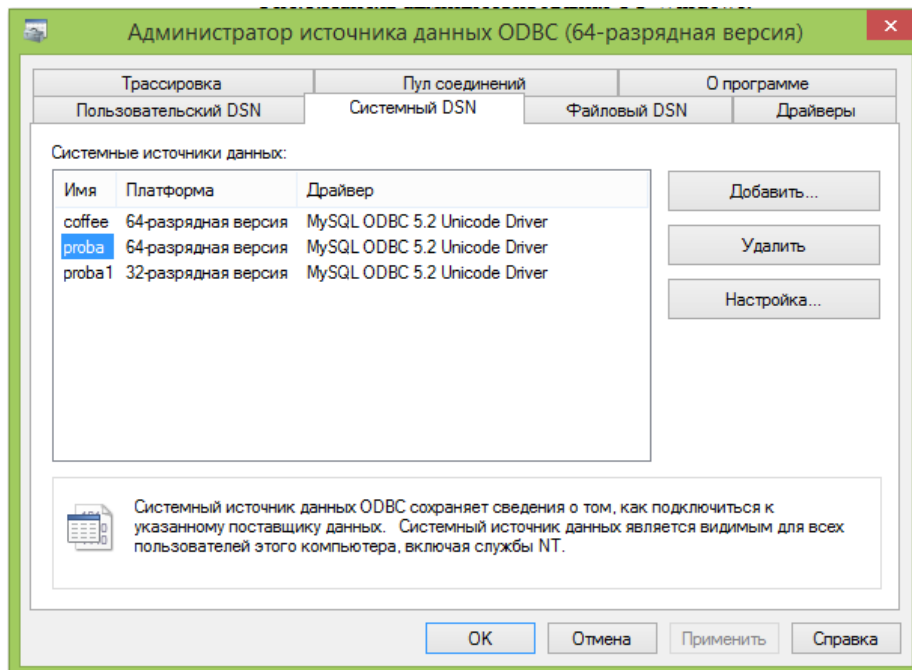 Администратор источника данных ODBC (64-разрядная версия)
Трассировка Пул соединений О программе
Пользовательский DSN Системный DSN Файловый DSN Драйверы
Системные источники данных:
Имя Платформа Драйвер
coffee 64-разрядная версия MySQL ODBC 5.2 Unicode Driver
proba 64-разрядная версия MySQL ODBC 5.2 Unicode Driver
proba1 32-разрядная версия MySQL ODBC 5.2 Unicode Driver
Добавить...
Удалить
Настройка...
Системный источник данных ODBC сохраняет сведения о том, как подключиться к
указанному поставщику данных. Системный источник данных является видимым для всех
пользователей этого компьютера, включая службы NT.
OK Отмена Применить Справка